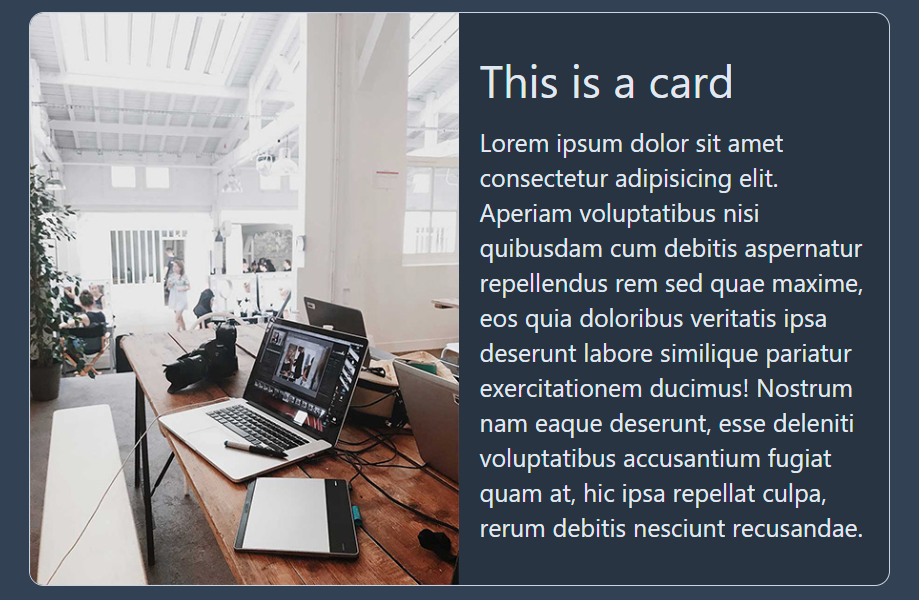 This is a card
Lorem ipsum dolor sit amet
consectetur adipisicing elit.
Aperiam voluptatibus nisi
quibusdam cum debitis aspernatur
repellendus rem sed quae maxime,
eos quia doloribus veritatis ipsa
deserunt labore similique pariatur
exercitationem ducimus! Nostrum
nam eaque deserunt, esse deleniti
voluptatibus accusantium fugiat
quam at, hic ipsa repellat culpa,
rerum debitis nesciunt recusandae.